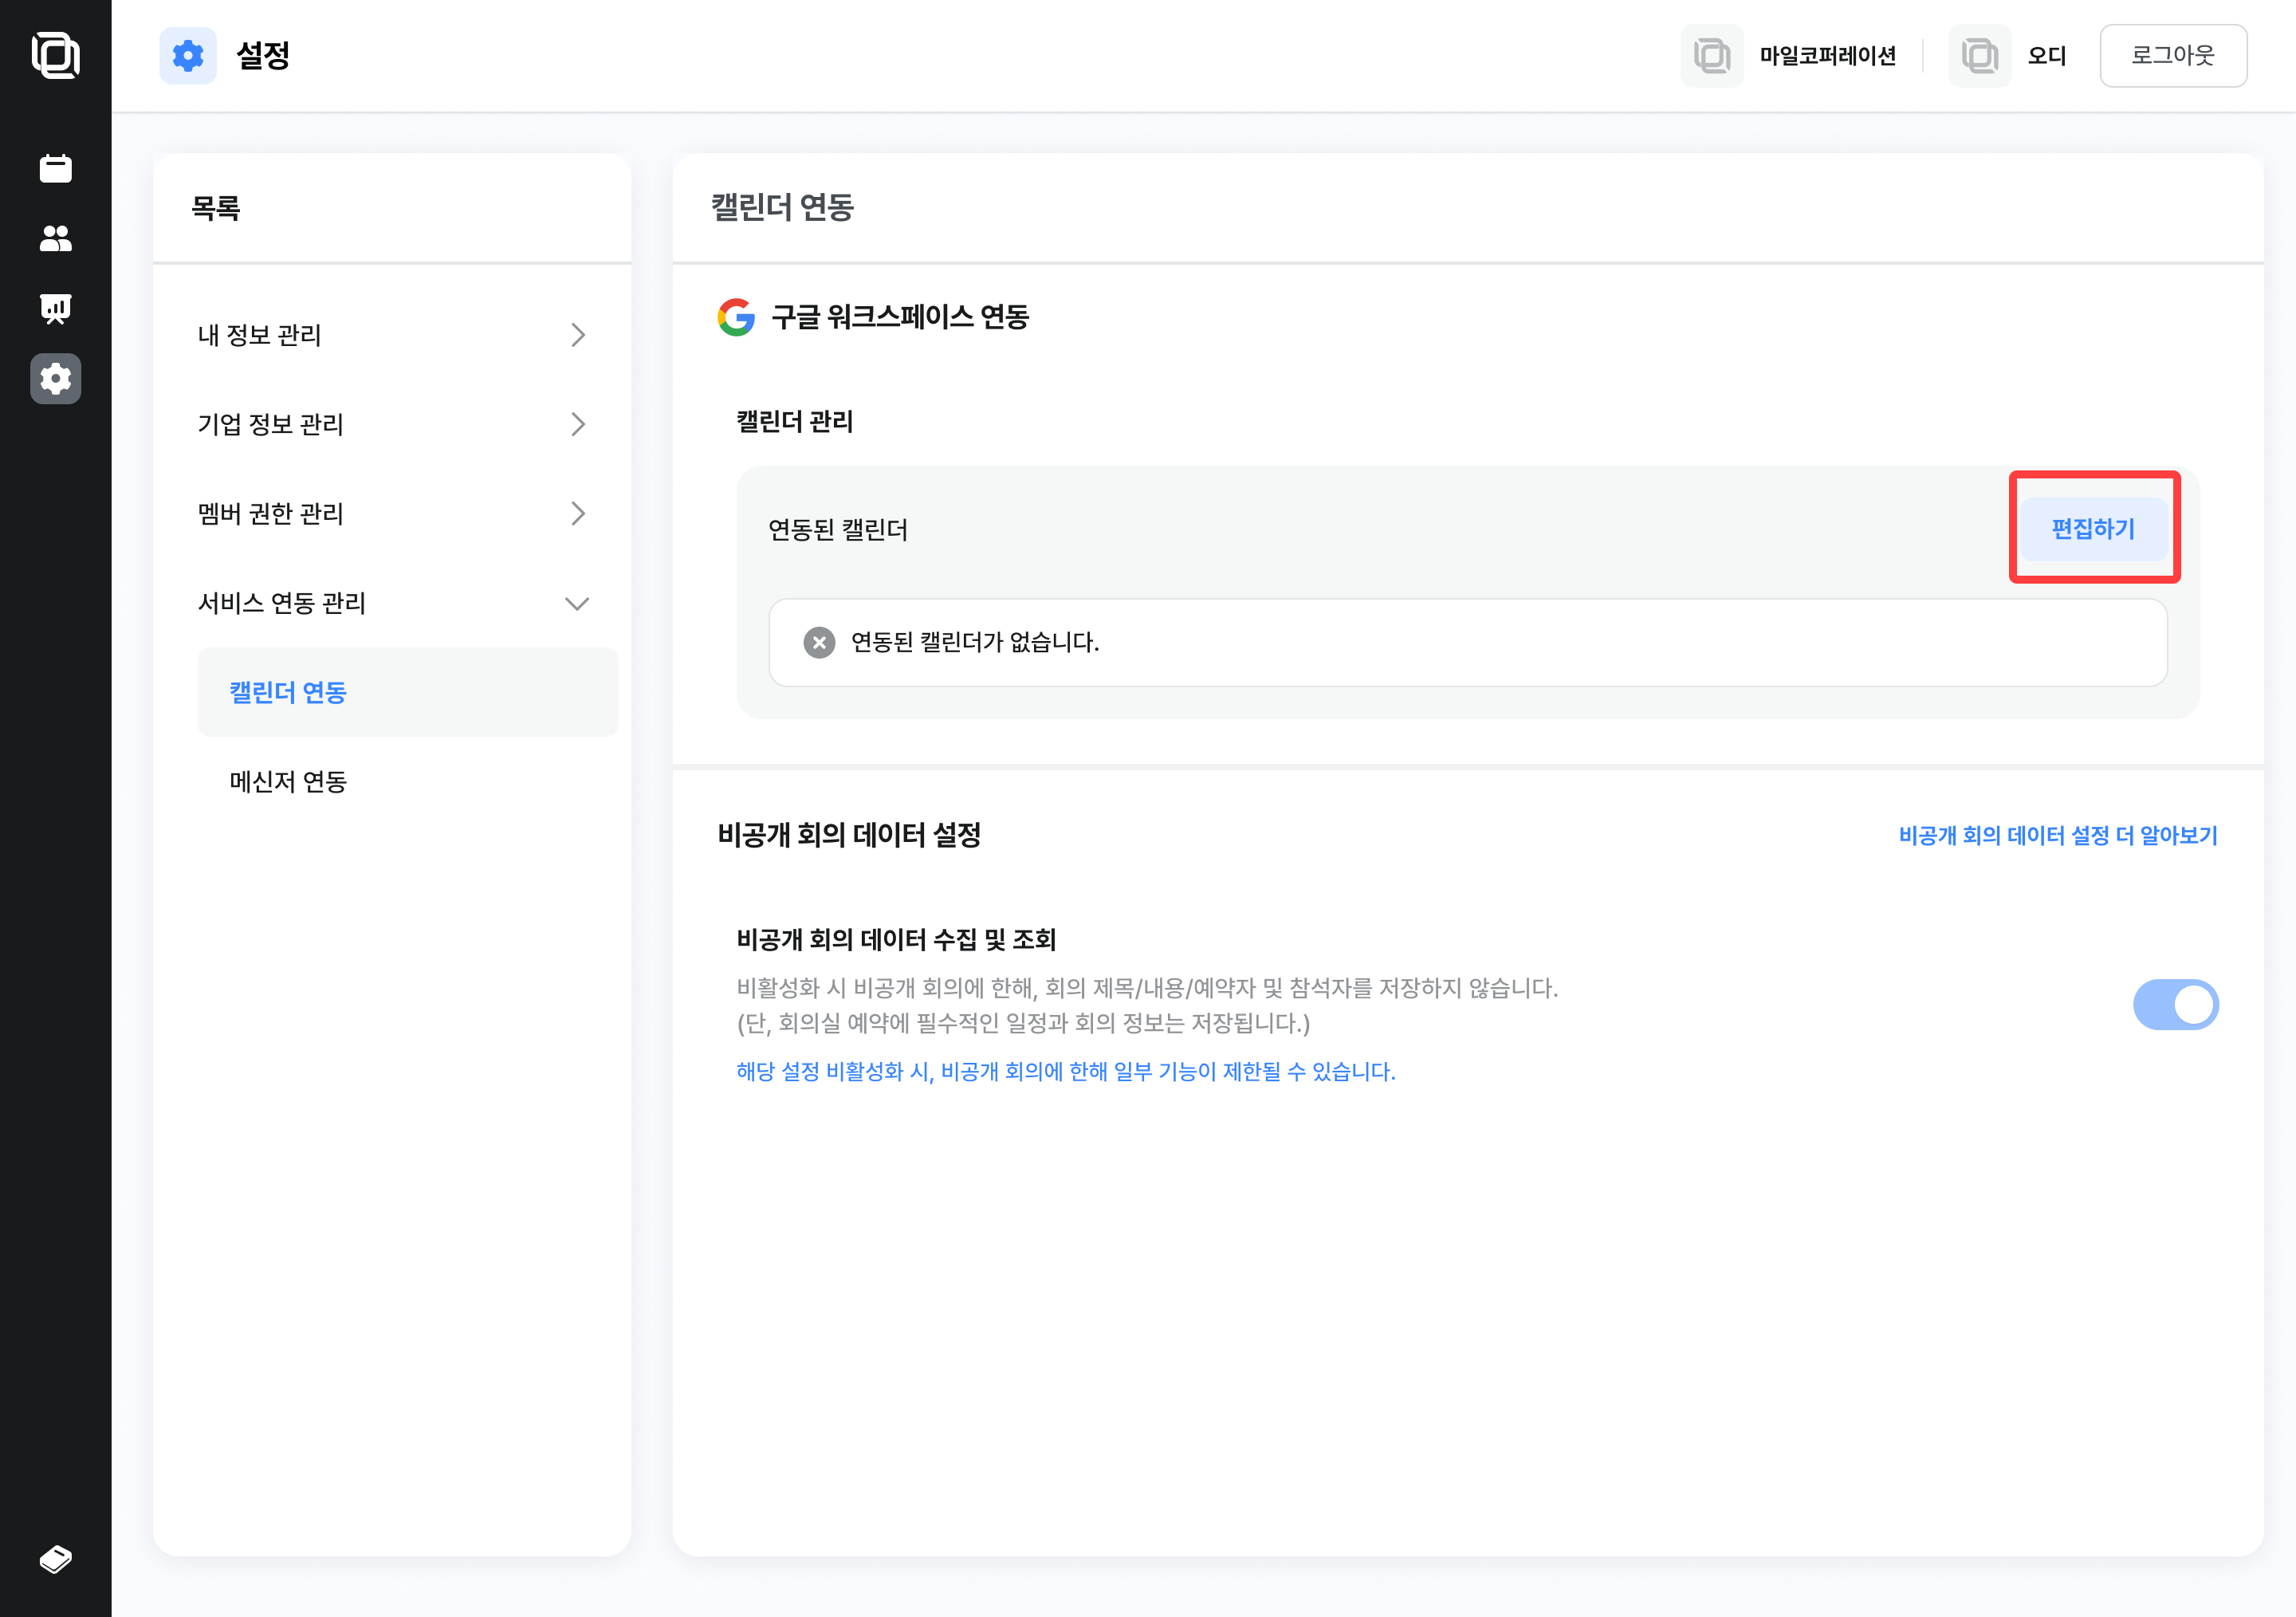 설정
마일코퍼레이션
오디
로그아웃
목록
내 정보 관리
기업 정보 관리
멤버 권한 관리
서비스 연동 관리
캘린더 연동
메신저 연동
캘린더 연동
구글 워크스페이스 연동
캘린더 관리
연동된 캘린더
편집하기
연동된 캘린더가 없습니다.
비공개 회의 데이터 설정
비공개 회의 데이터 설정 더 알아보기
비공개 회의 데이터 수집 및 조회
비활성화 시 비공개 회의에 한해, 회의 제목/내용/예약자 및 참석자를 저장하지 않습니다.
(단, 회의실 예약에 필수적인 일정과 회의 정보는 저장됩니다.)
해당 설정 비활성화 시, 비공개 회의에 한해 일부 기능이 제한될 수 있습니다.